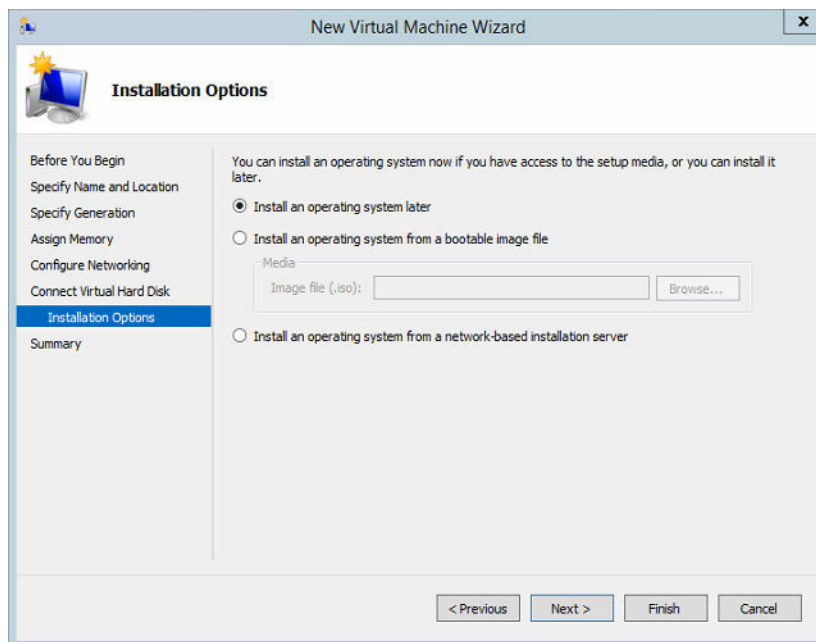 New Virtual Machine Wizard
x
Installation Options
Before You Begin
Specify Name and Location
Specify Generation
Assign Memory
Configure Networking
Connect Virtual Hard Disk
Installation Options
Summary
You can install an operating system now if you have access to the setup media, or you can install it
later.
Install an operating system later
Install an operating system from a bootable image file
Media
Image file (.iso):
Browse...
Install an operating system from a network-based installation server
< Previous
Next >
Finish
Cancel